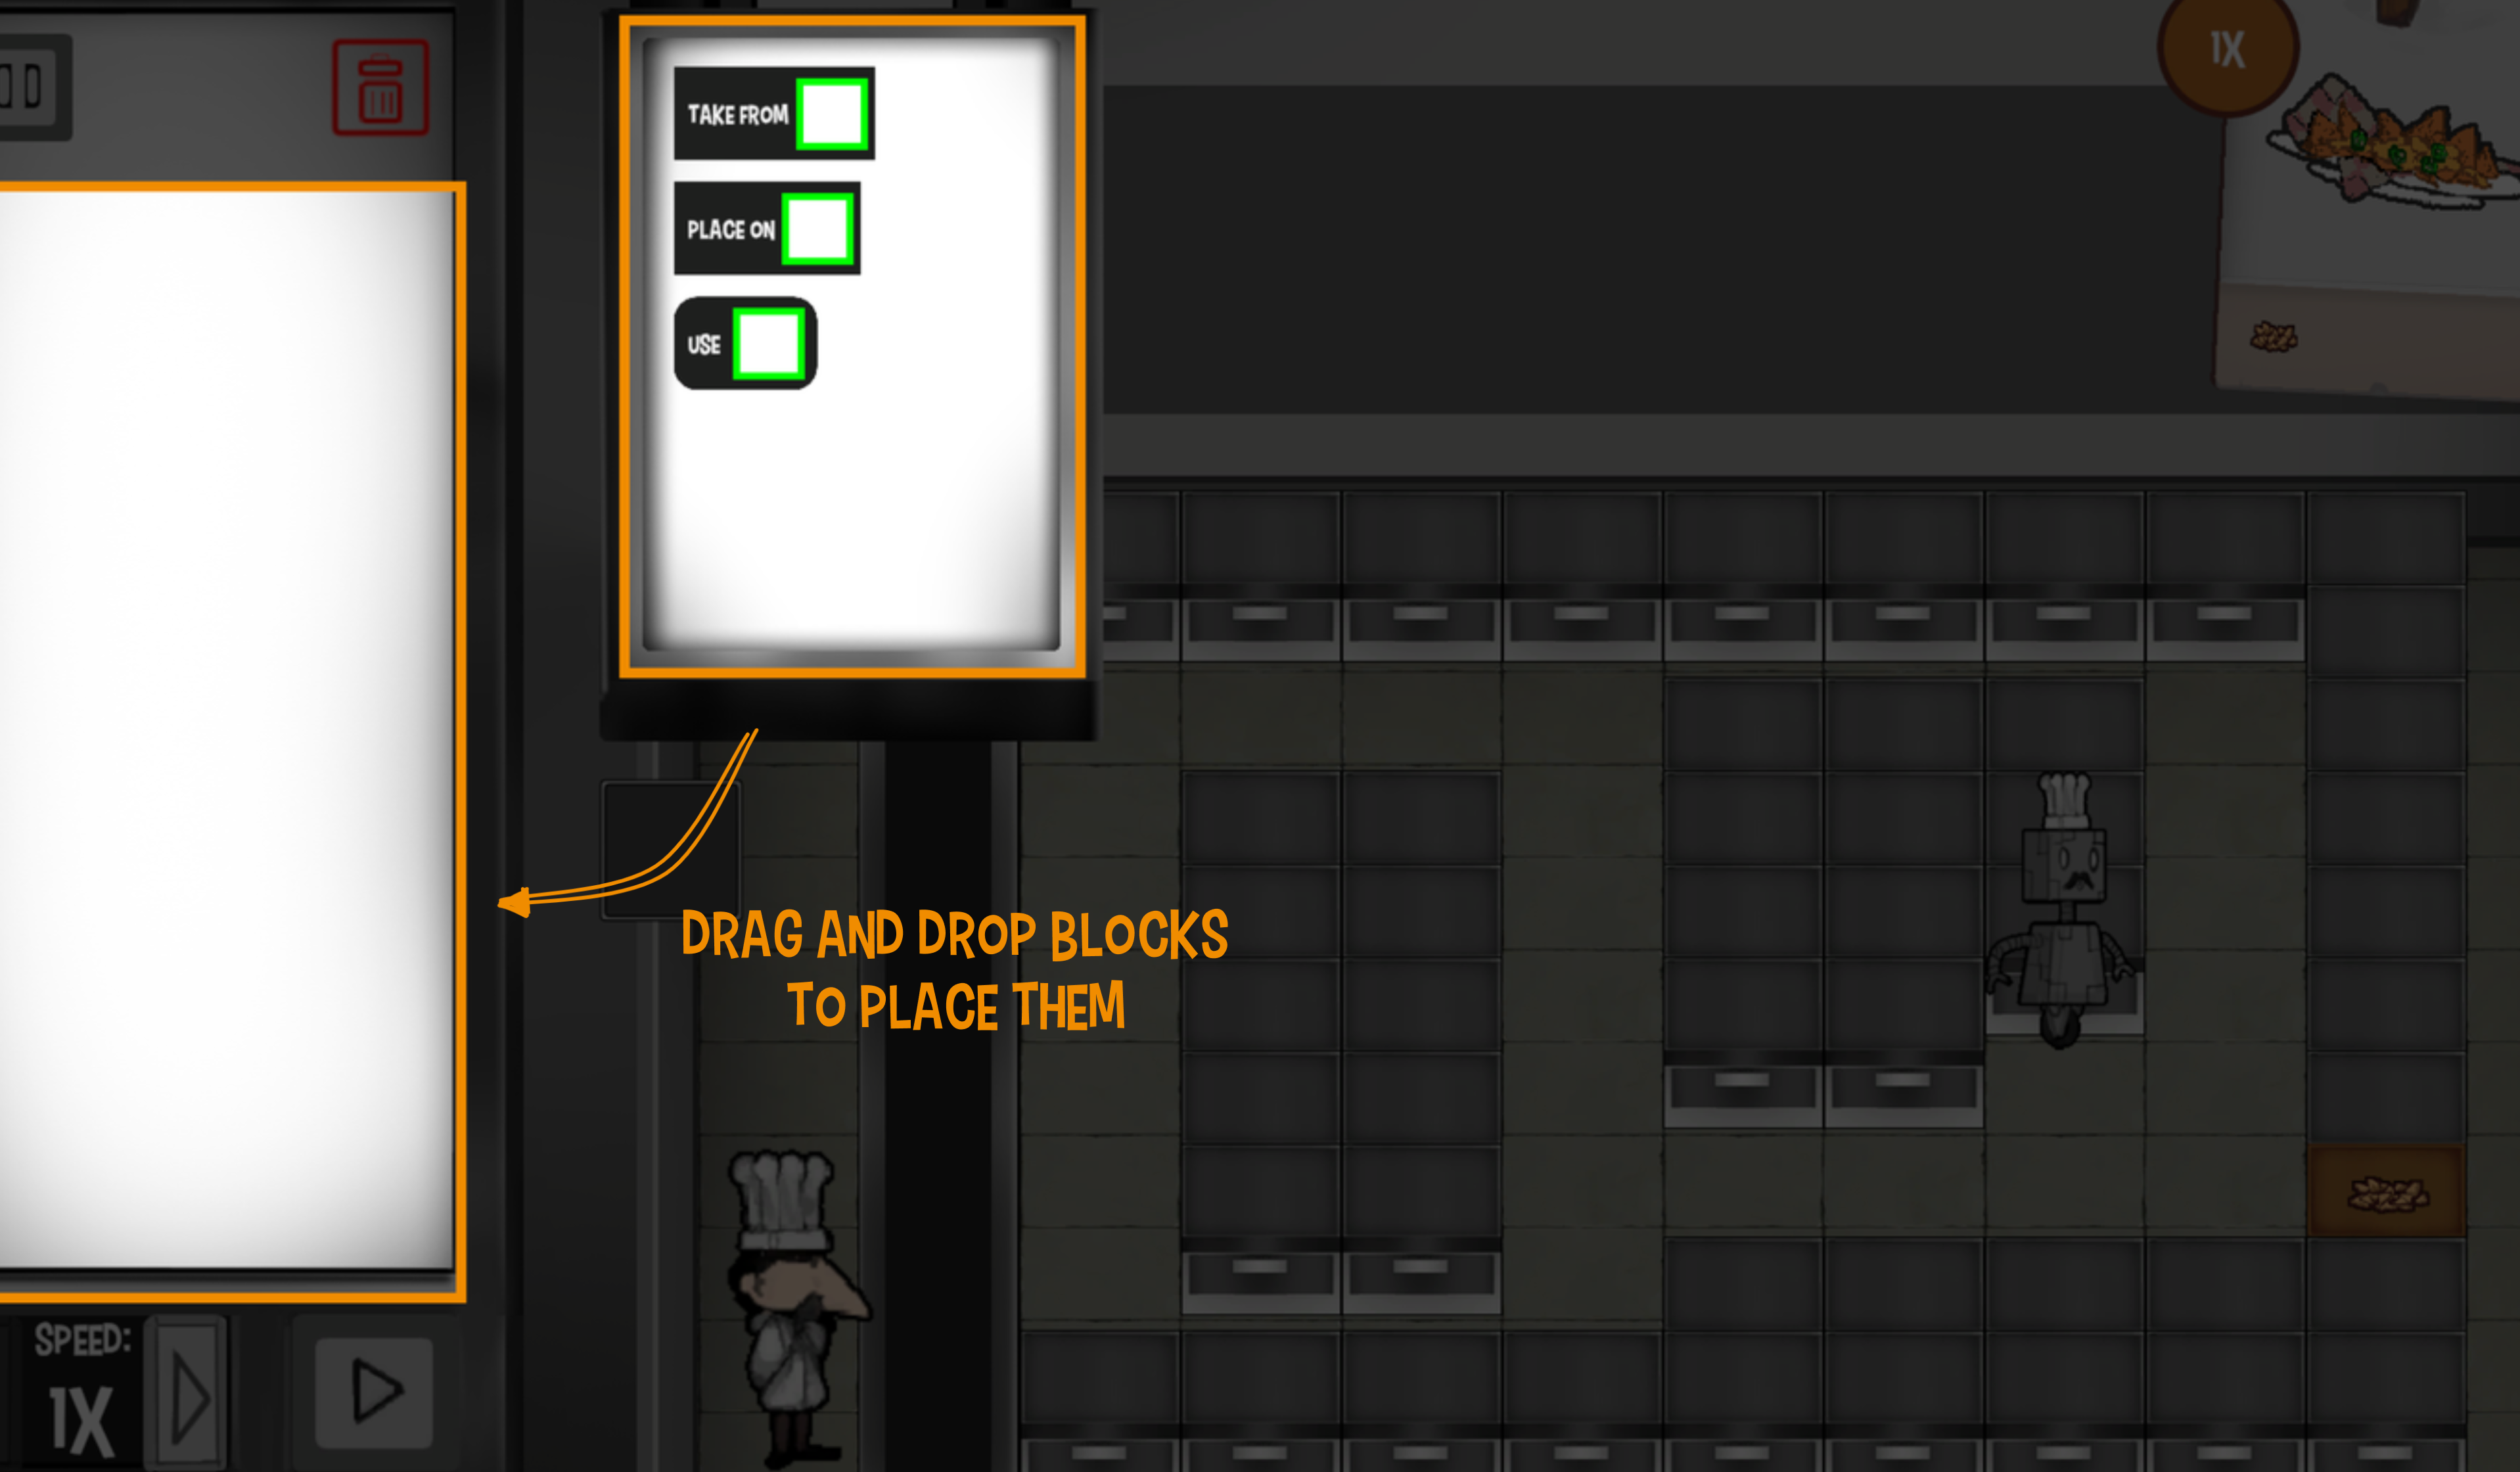 TAKE FROM
PLACE ON
USE
1X
DRAG AND DROP BLOCKS
TO PLACE THEM
SPEED:
1X